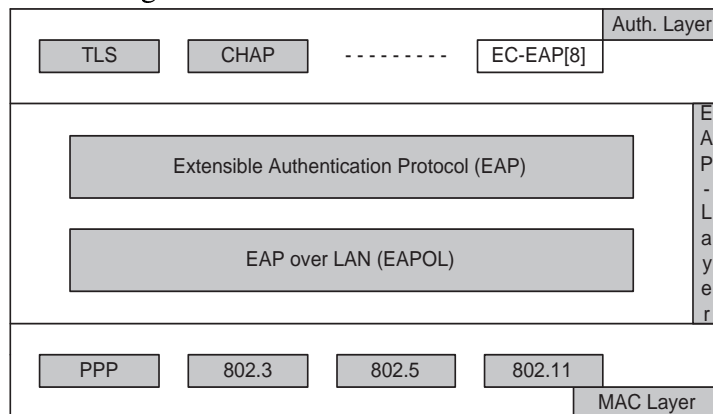 Auth. Layer
TLS CHAP - - - - - - - - - EC-EAP[8]
Extensible Authentication Protocol (EAP)
EAP over LAN (EAPOL)
EAP-Layer
PPP 802.3 802.5 802.11
MAC Layer